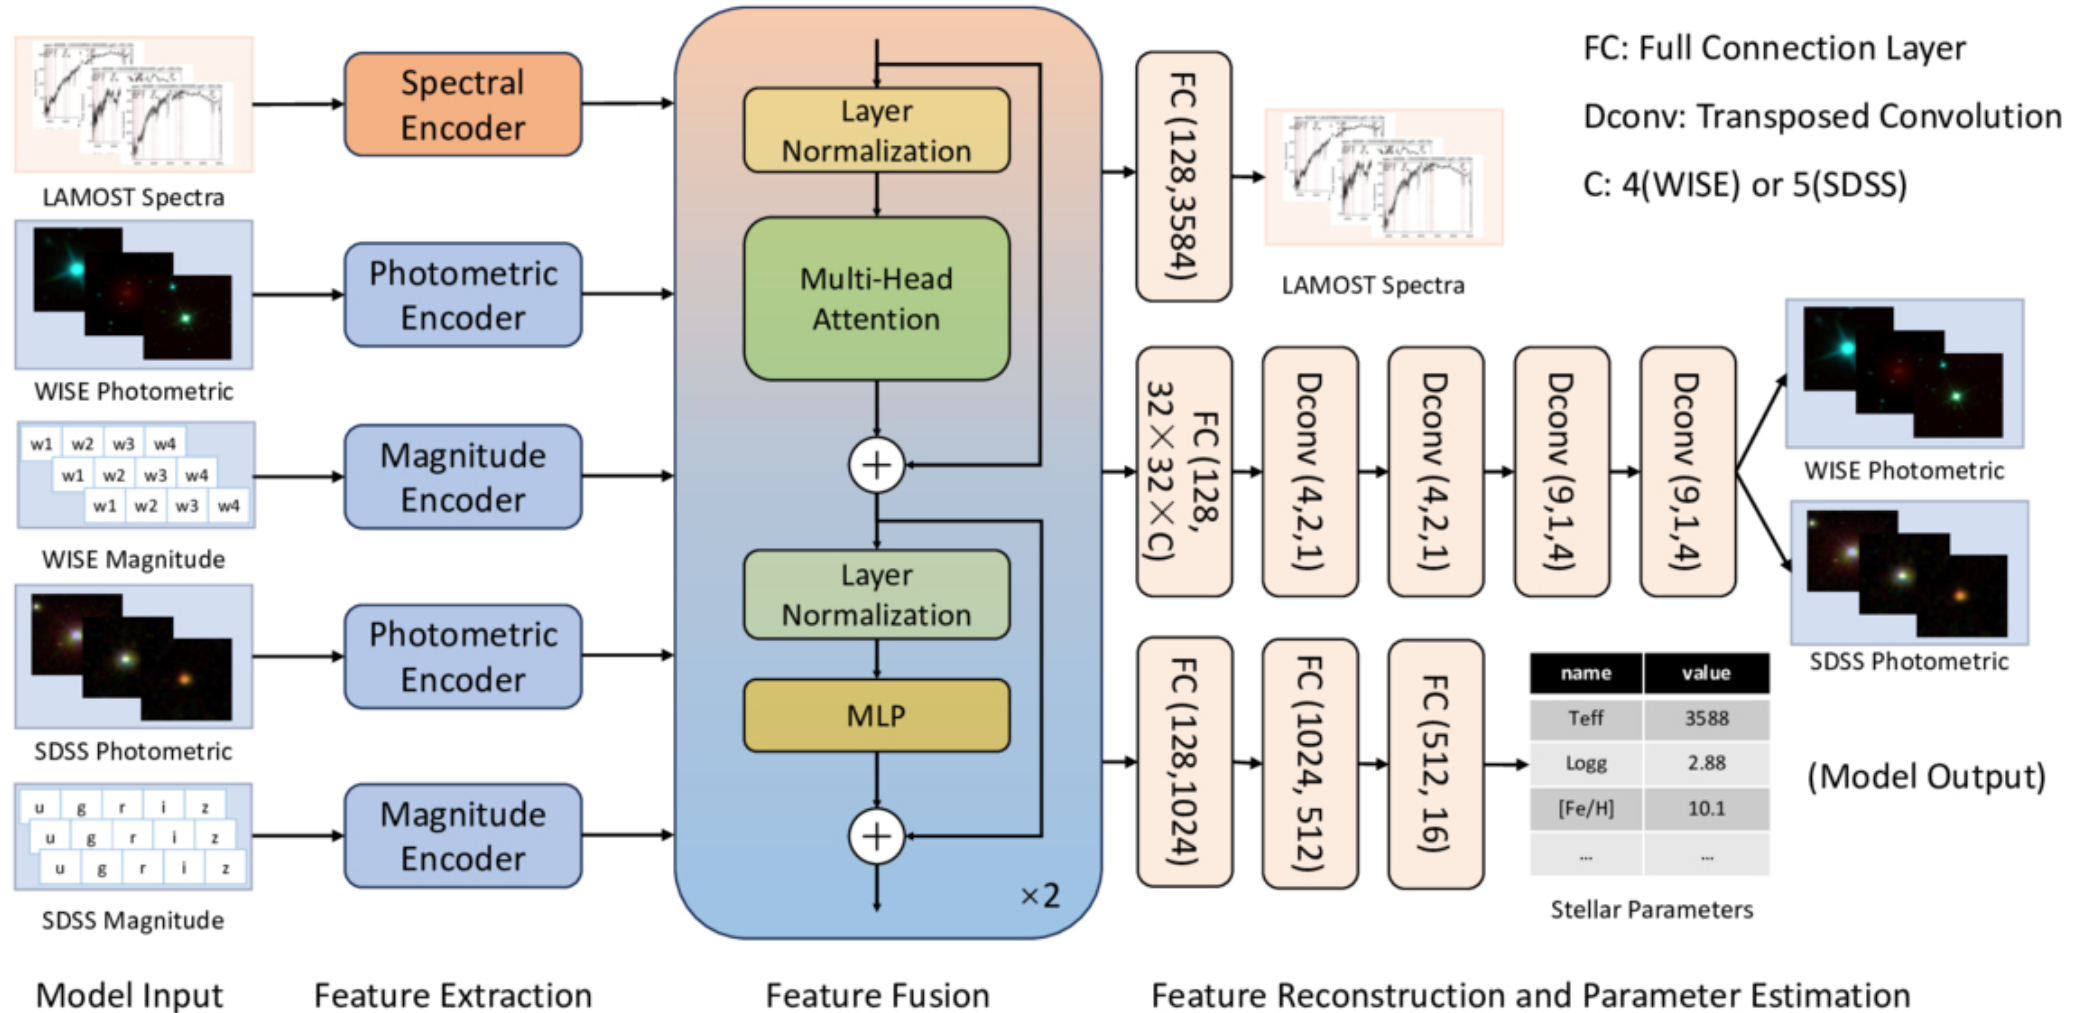 Spectral
Encoder
LAMOST Spectra
Photometric
Encoder
WISE Photometric
w1 w2 w3 w4
w1 w2 w3 w4
w1 w2 w3 w4
Magnitude
Encoder
WISE Magnitude
Photometric
Encoder
SDSS Photometric
u g r i z
u g r i z
u g r i z
Magnitude
Encoder
SDSS Magnitude
Layer
Normalization
Multi-Head
Attention
+
Layer
Normalization
MLP
+
×2
FC (128,3584)
LAMOST Spectra
FC: Full Connection Layer
Dconv: Transposed Convolution
C: 4(WISE) or 5(SDSS)
FC (128,
32×32×C)
Dconv (4,2,1)
Dconv (4,2,1)
Dconv (9,1,4)
Dconv (9,1,4)
WISE Photometric
SDSS Photometric
FC (128,1024)
FC (1024, 512)
FC (512, 16)
name value
Teff 3588
Logg 2.88
[Fe/H] 10.1
... ...
Stellar Parameters
(Model Output)
Model Input
Feature Extraction
Feature Fusion
Feature Reconstruction and Parameter Estimation